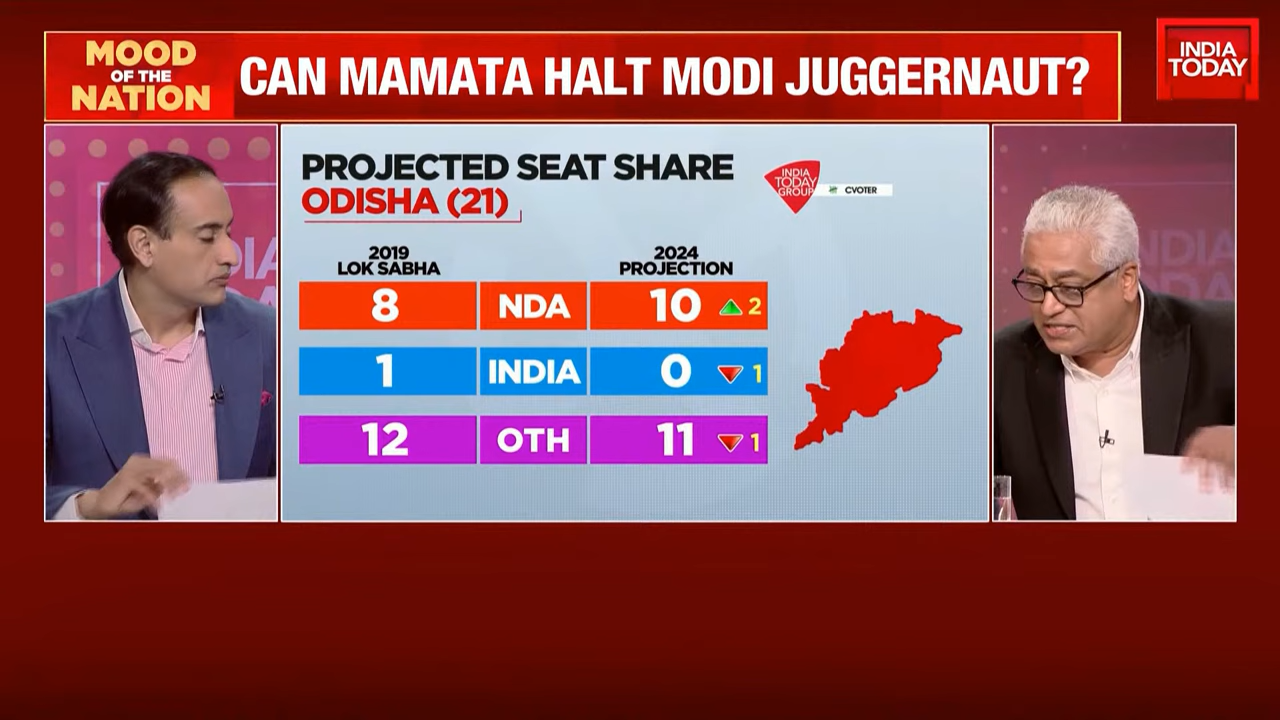 MOOD
OF THE
NATION
CAN MAMATA HALT MODI JUGGERNAUT?
INDIA
TODAY
PROJECTED SEAT SHARE
ODISHA (21)
INDIA
TODAY
GROUP
CVOTER
2019
LOK SABHA
2024
PROJECTION
8 NDA 10 2
1 INDIA 0 1
12 OTH 11 1